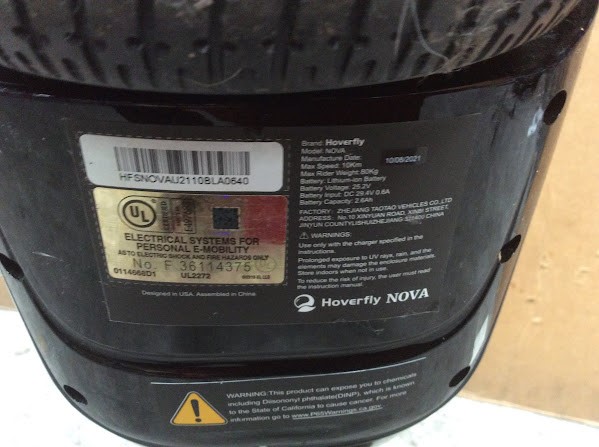 HFSNOVAU2110BLA0640
UL
ELECTRICAL SYSTEMS FOR
PERSONAL E-MOBILITY
AS TO ELECTRIC SHOCK AND FIRE HAZARDS ONLY
No. F 36114375
UL2272
Designed in USA. Assembled in China.
Brand: Hoverfly
Model: NOVA
Manufacture Date: 10/08/2021
Max Speed: 10Km
Max Rider Weight: 80Kg
Battery: Lithium-ion Battery
Battery Voltage: 25.2V
Battery Input: DC 29.4V 0.8A
Battery Capacity: 2.6Ah
FACTORY: ZHEJIANG TAOTAO VEHICLES CO.,LTD
ADDRESS: No.10 XINYUAN ROAD, XINBI STREET,
JINYUN COUNTYLISHUIZHEJIANG 321400 CHINA
WARNINGS:
Use only with the charger specified in the
instructions.
Prolonged exposure to UV rays, rain, and the
elements may damage the enclosure materials.
Store indoors when not in use.
To reduce the risk of injury, the user must read
the instruction manual.
Hoverfly NOVA
WARNING: This product can expose you to chemicals
including Diisononyl phthalate(DINP), which is known
to the State of California to cause cancer. For more
information go to www.P65Warnings.ca.gov.